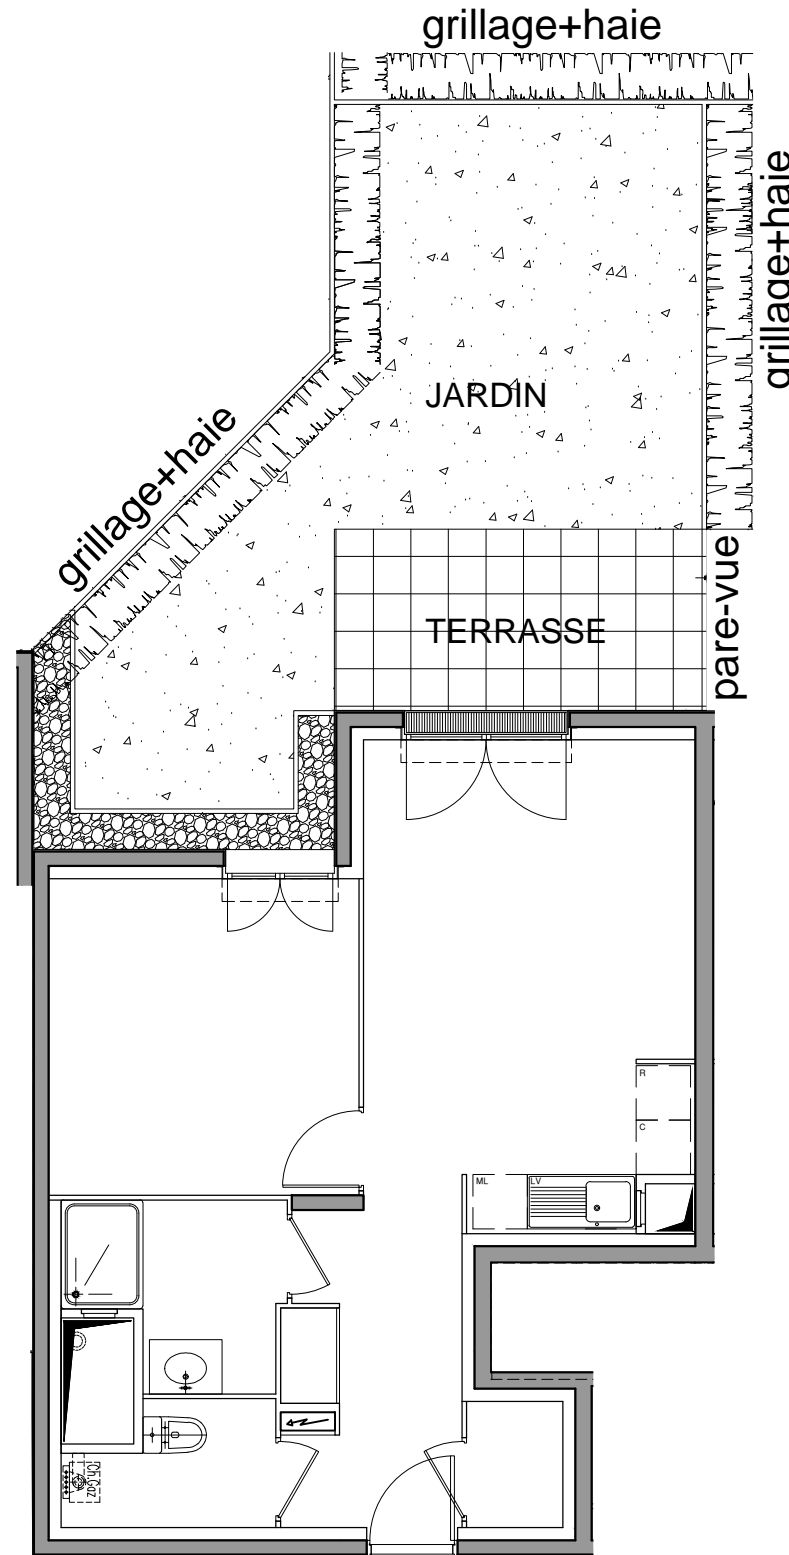 grillage+haie
grillage+haie
JARDIN
grillage+haie
pare-vue
TERRASSE
R
C
ML
LV
Ch.Gaz